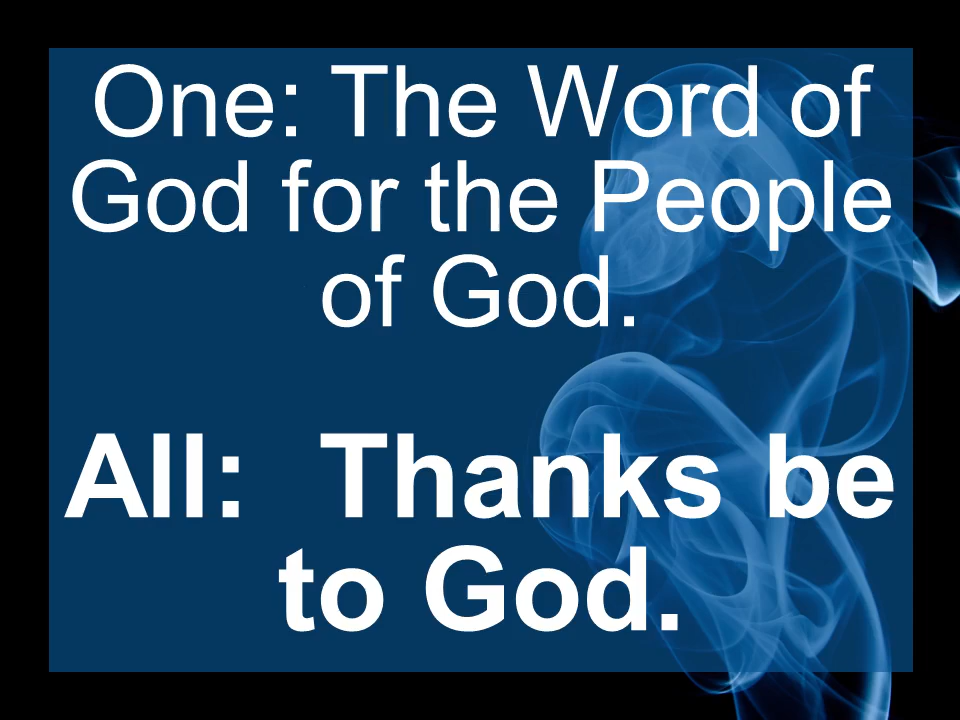 One: The Word of
God for the People
of God.
All:  Thanks be
to God.